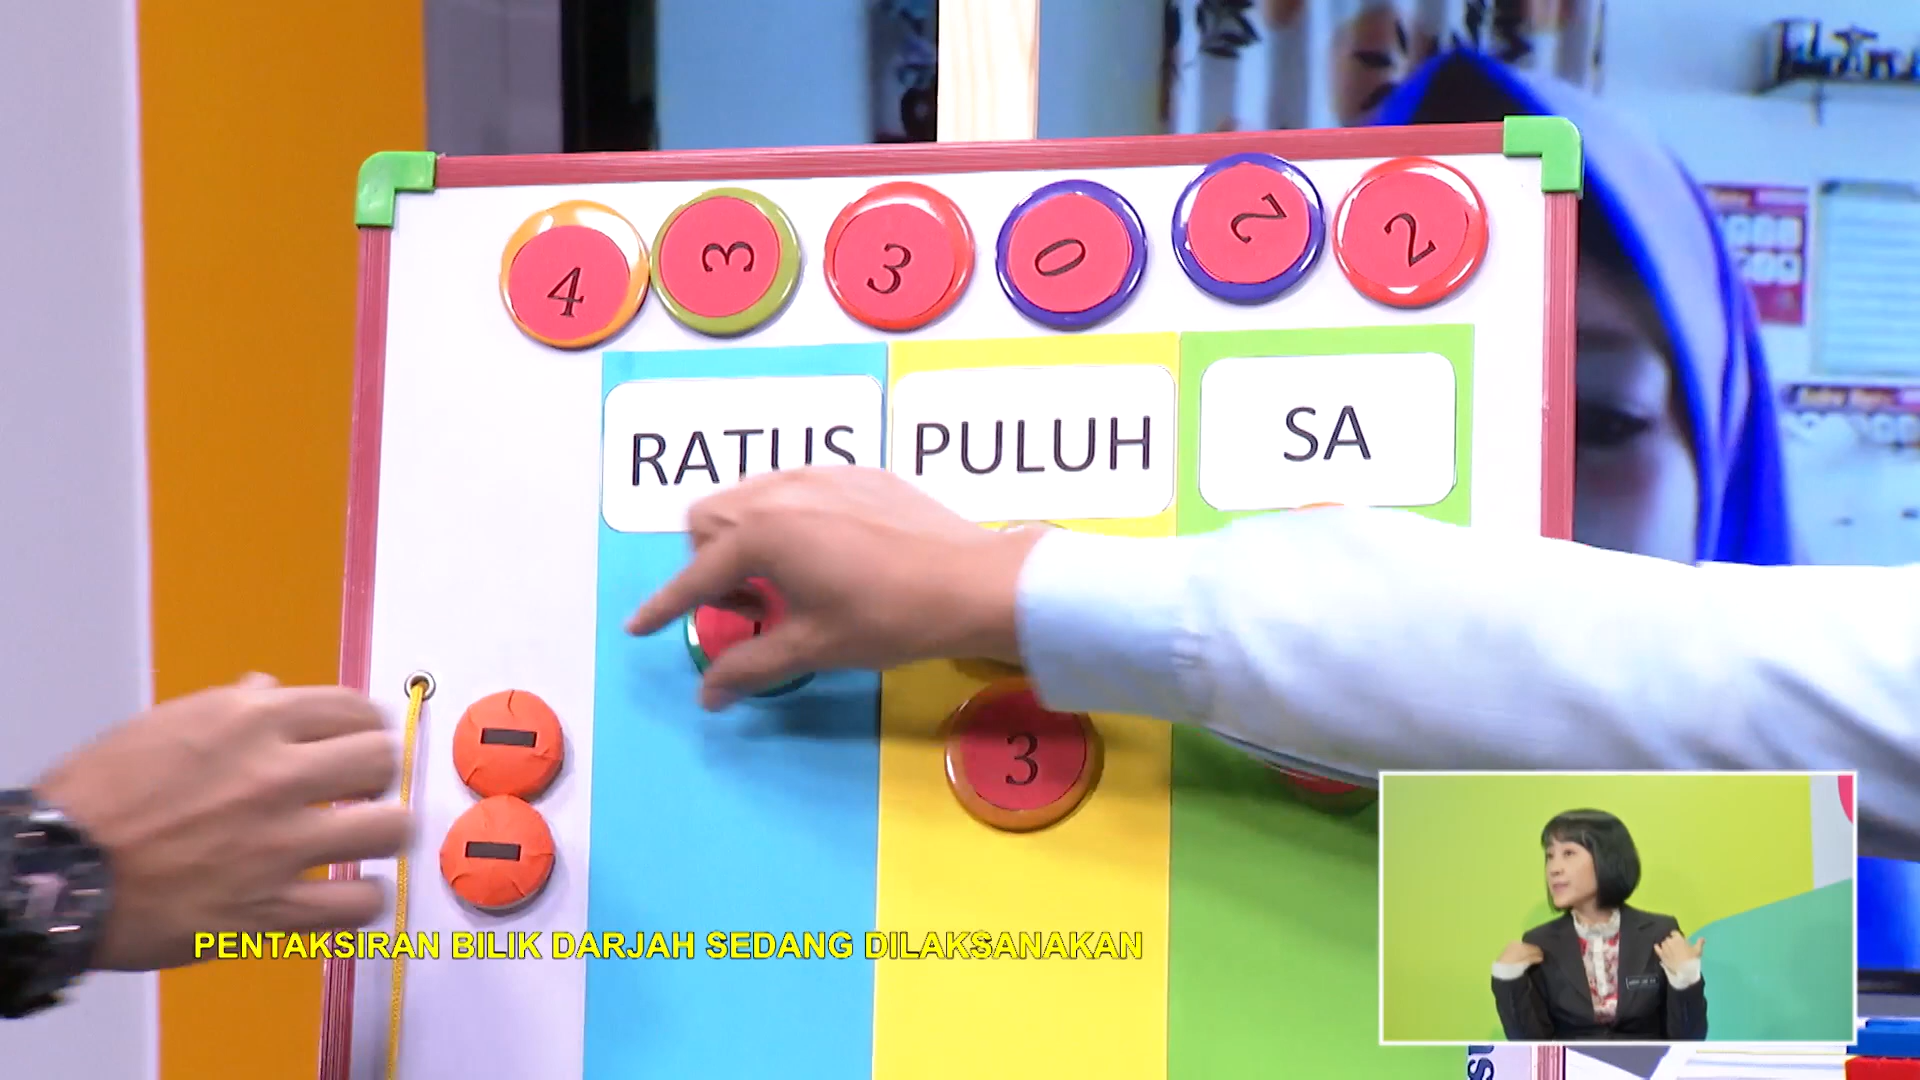 4 3 3 0 2 2
RATUS PULUH SA
3
PENTAKSIRAN BILIK DARJAH SEDANG DILAKSANAKAN